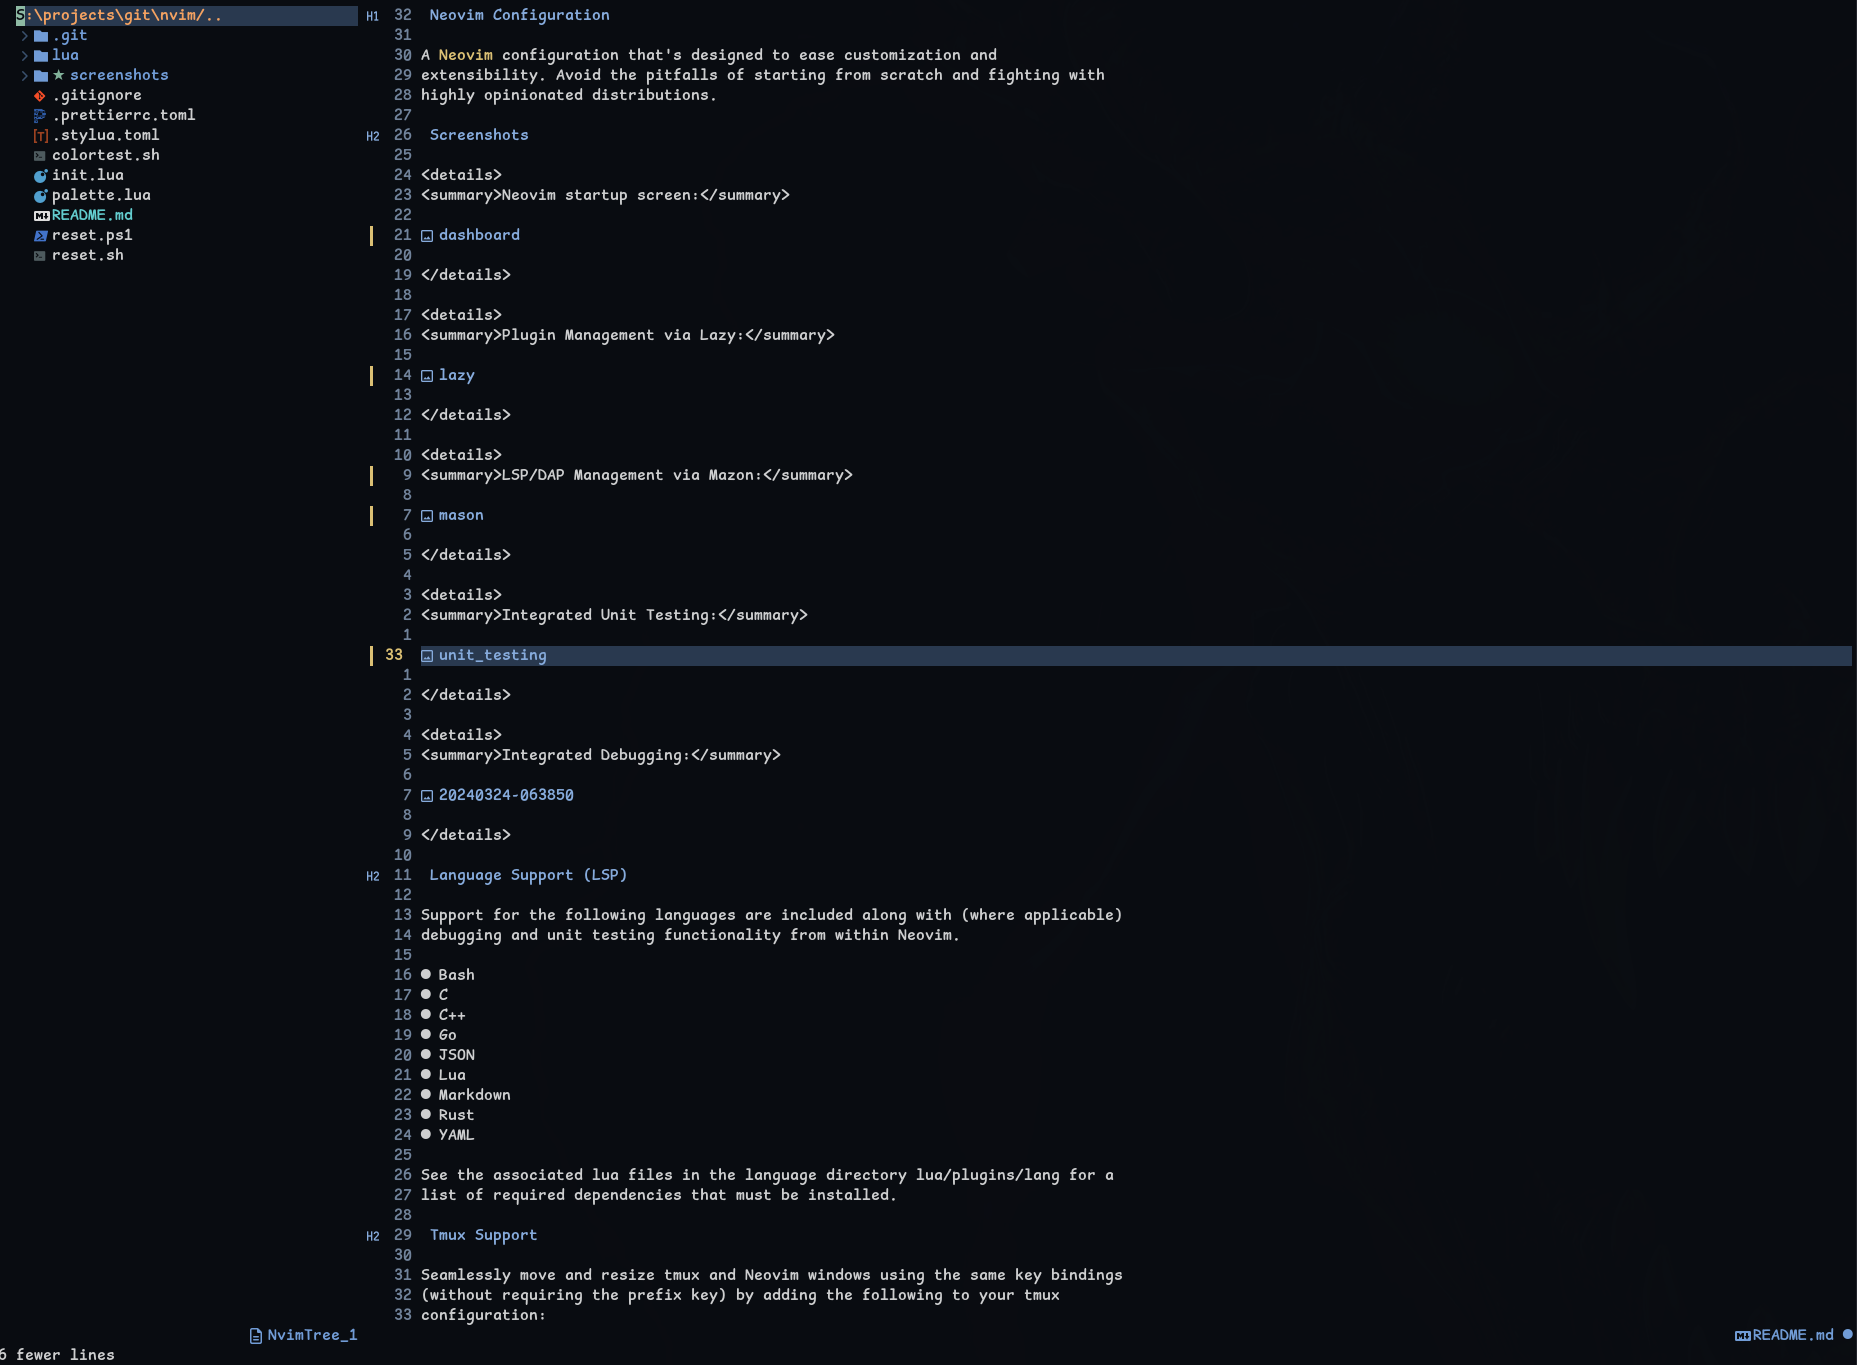 S:\projects\git\nvim/..
.git
lua
★ screenshots
.gitignore
.prettierrc.toml
[T] .stylua.toml
colortest.sh
init.lua
palette.lua
README.md
reset.ps1
reset.sh
NvimTree_1
6 fewer lines
H1 32 Neovim Configuration
31
30 A Neovim configuration that's designed to ease customization and
29 extensibility. Avoid the pitfalls of starting from scratch and fighting with
28 highly opinionated distributions.
27
H2 26 Screenshots
25
24 <details>
23 <summary>Neovim startup screen:</summary>
22
21 dashboard
20
19 </details>
18
17 <details>
16 <summary>Plugin Management via Lazy:</summary>
15
14 lazy
13
12 </details>
11
10 <details>
9 <summary>LSP/DAP Management via Mazon:</summary>
8
7 mason
6
5 </details>
4
3 <details>
2 <summary>Integrated Unit Testing:</summary>
1
33 unit_testing
1
2 </details>
3
4 <details>
5 <summary>Integrated Debugging:</summary>
6
7 20240324-063850
8
9 </details>
10
H2 11 Language Support (LSP)
12
13 Support for the following languages are included along with (where applicable)
14 debugging and unit testing functionality from within Neovim.
15
16 ● Bash
17 ● C
18 ● C++
19 ● Go
20 ● JSON
21 ● Lua
22 ● Markdown
23 ● Rust
24 ● YAML
25
26 See the associated lua files in the language directory lua/plugins/lang for a
27 list of required dependencies that must be installed.
28
H2 29 Tmux Support
30
31 Seamlessly move and resize tmux and Neovim windows using the same key bindings
32 (without requiring the prefix key) by adding the following to your tmux
33 configuration:
README.md ●